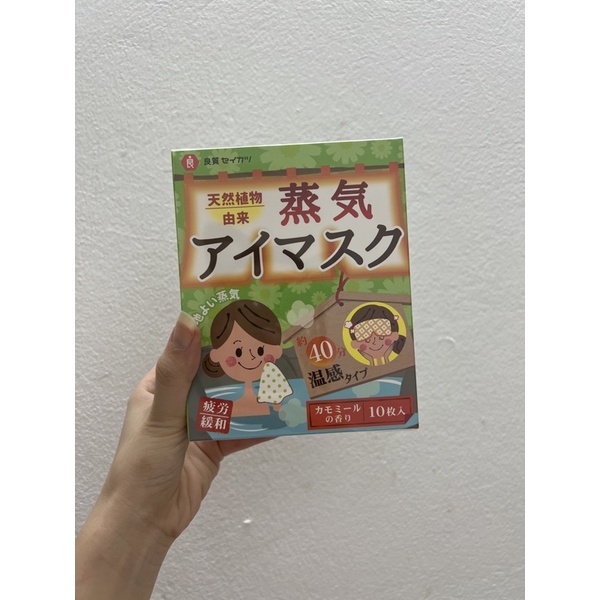 良
良質セイカツ
天然植物
由来
蒸気
アイマスク
地よい蒸気
約40分
温感タイプ
疲労
緩和
カモミール
の香り
10枚入